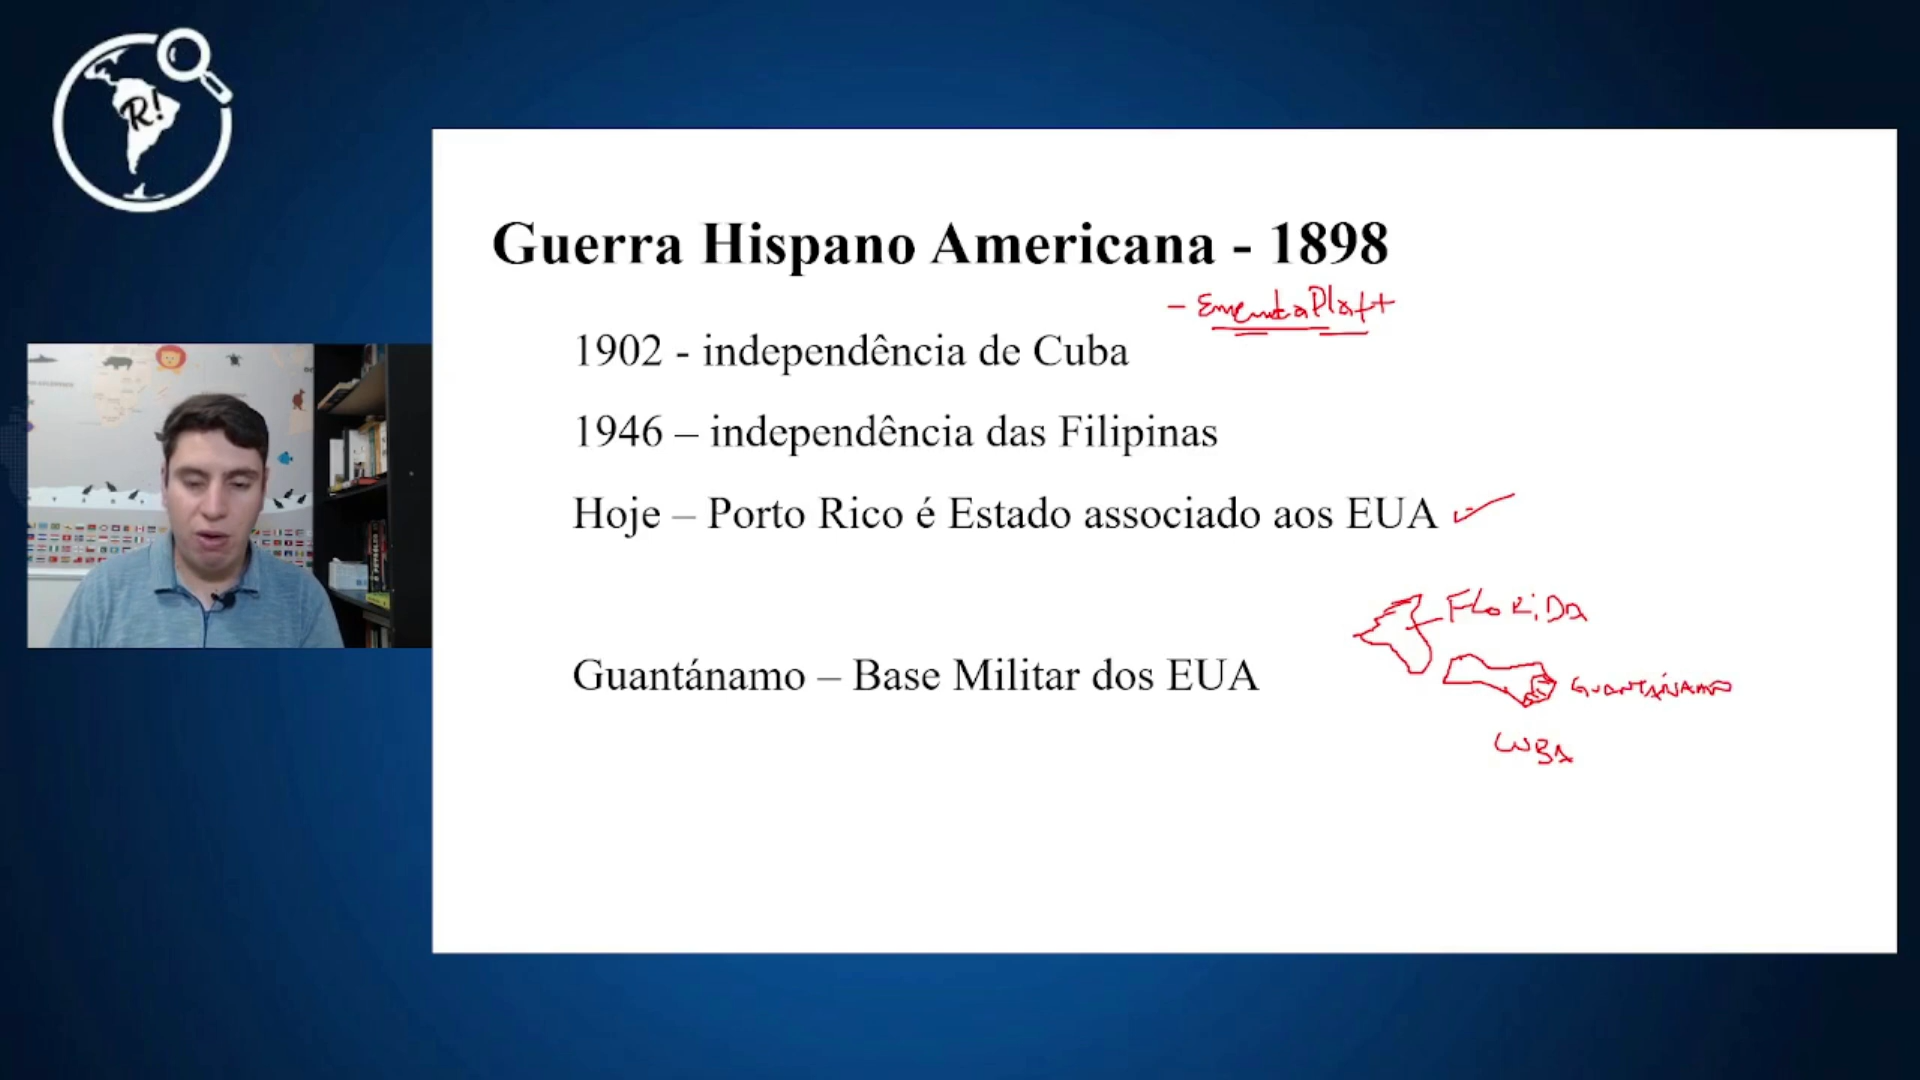 R!
Guerra Hispano Americana - 1898
- Emenda Platt
1902 - independência de Cuba
1946 – independência das Filipinas
Hoje – Porto Rico é Estado associado aos EUA
FLORIDA
Guantánamo – Base Militar dos EUA
GUANTÁNAMO
CUBA